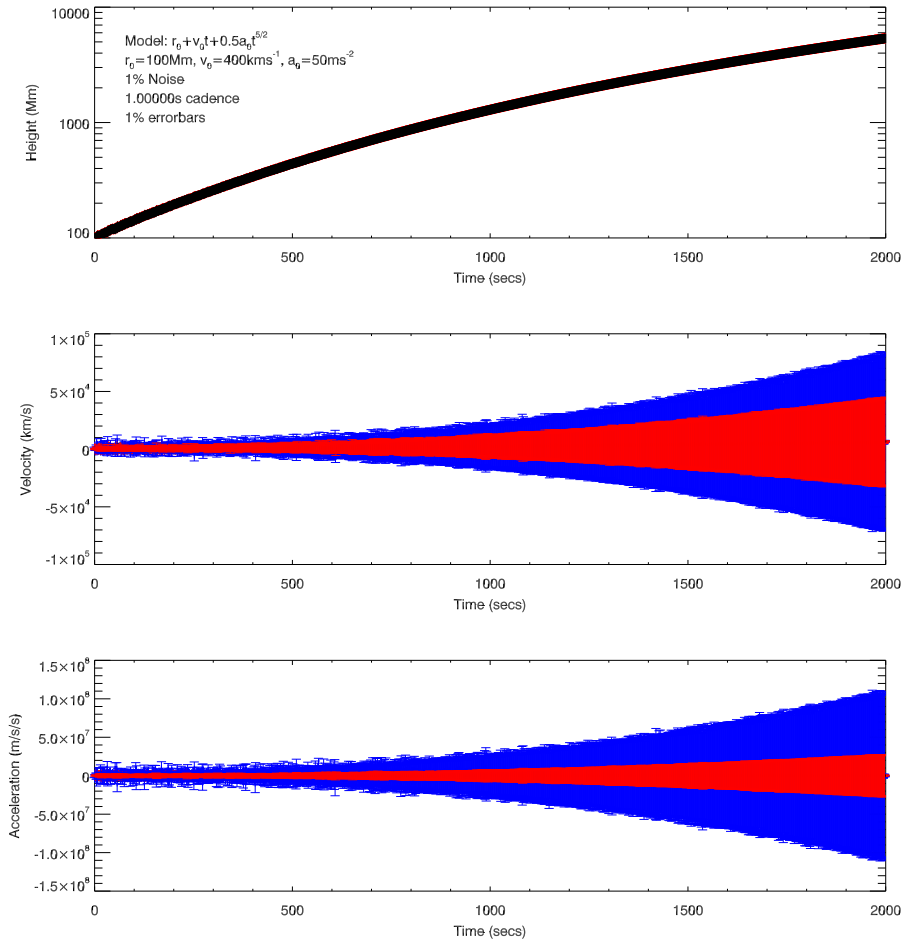 10000
1000
100
Height (Mm)
Model: r₀+v₀t+0.5a₀t^5/2
r₀=100Mm, v₀=400kms⁻¹, a₀=50ms⁻²
1% Noise
1.00000s cadence
1% errorbars
0 500 1000 1500 2000
Time (secs)
1×10⁵
5×10⁴
0
-5×10⁴
-1×10⁵
Velocity (km/s)
0 500 1000 1500 2000
Time (secs)
1.5×10⁸
1.0×10⁸
5.0×10⁷
0
-5.0×10⁷
-1.0×10⁸
-1.5×10⁸
Acceleration (m/s/s)
0 500 1000 1500 2000
Time (secs)